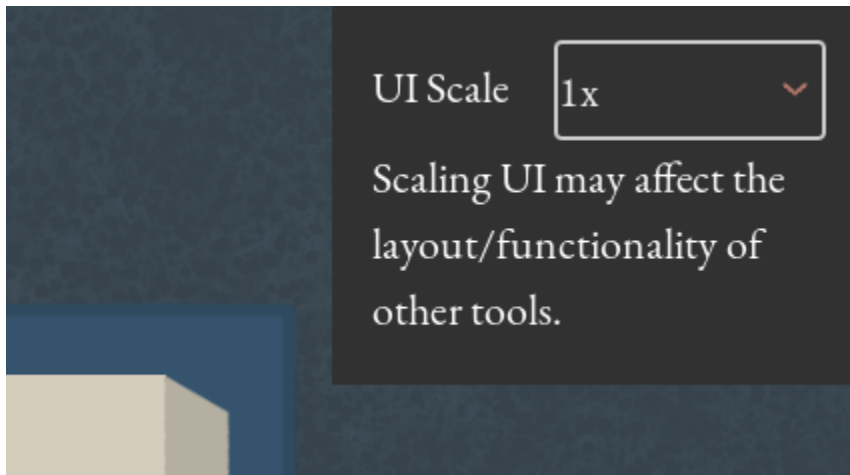 UI Scale 1x
Scaling UI may affect the
layout/functionality of
other tools.